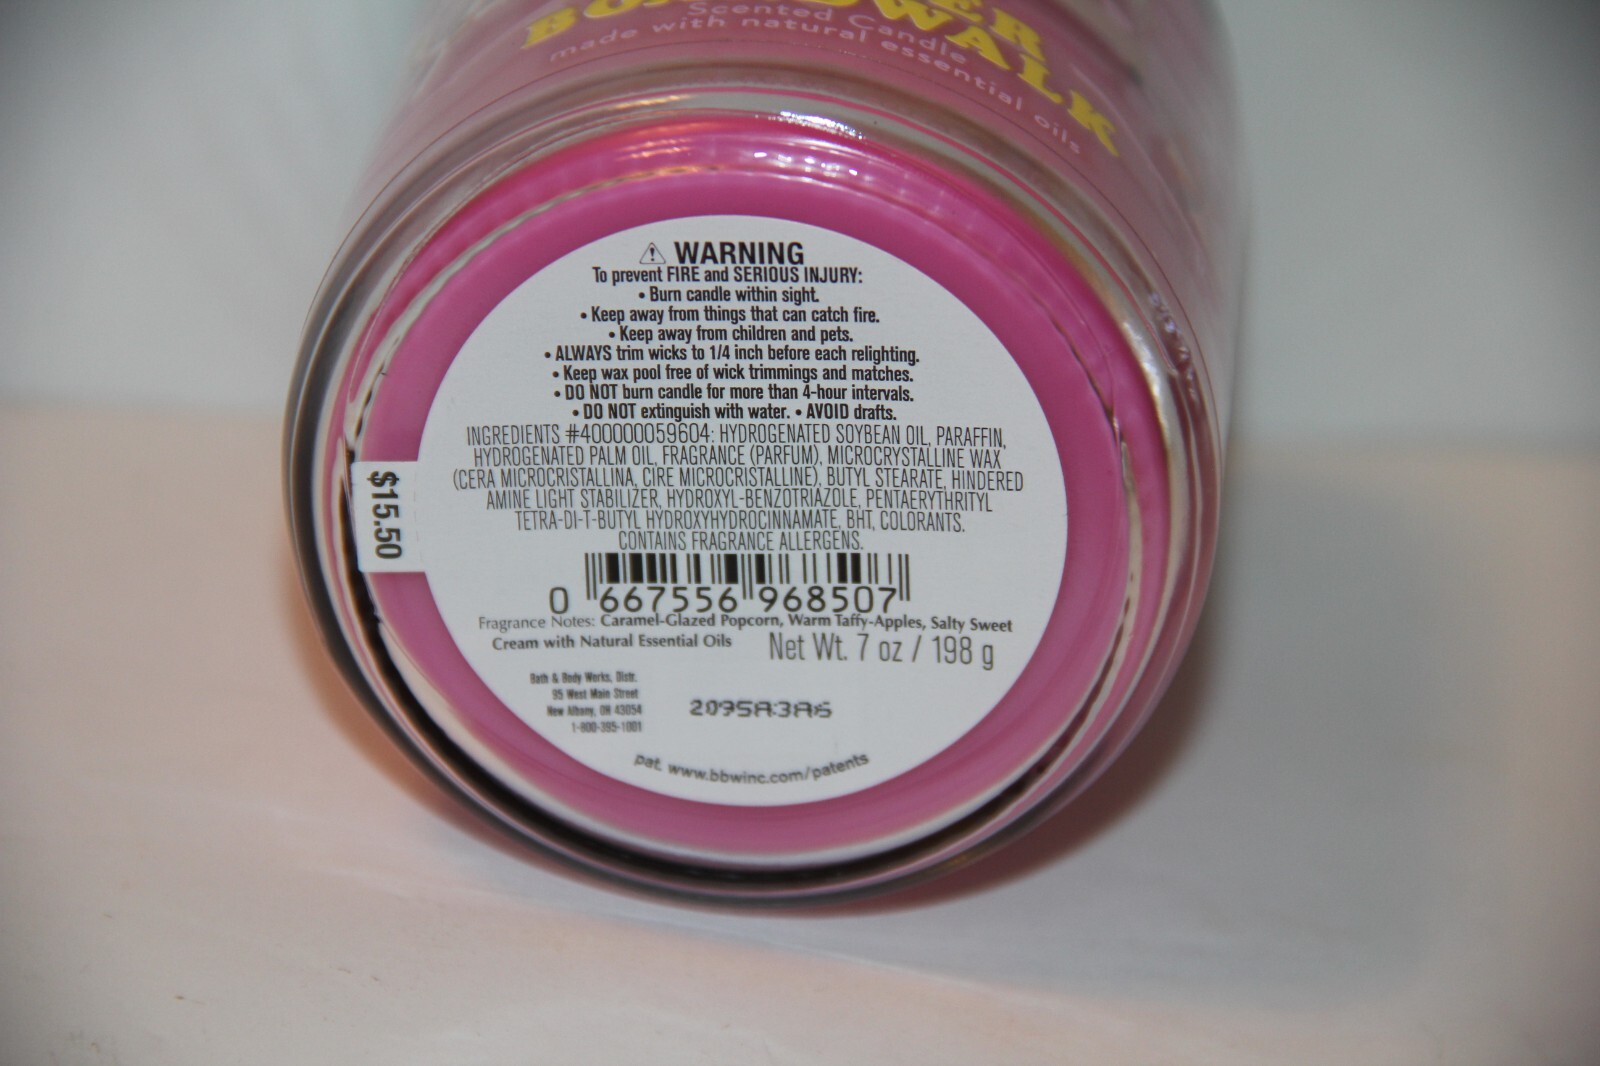 Scented Candle
made with natural essential oils
⚠ WARNING
To prevent FIRE and SERIOUS INJURY:
• Burn candle within sight.
• Keep away from things that can catch fire.
• Keep away from children and pets.
• ALWAYS trim wicks to 1/4 inch before each relighting.
• Keep wax pool free of wick trimmings and matches.
• DO NOT burn candle for more than 4-hour intervals.
• DO NOT extinguish with water. • AVOID drafts.
INGREDIENTS #400000059604: HYDROGENATED SOYBEAN OIL, PARAFFIN,
HYDROGENATED PALM OIL, FRAGRANCE (PARFUM), MICROCRYSTALLINE WAX
(CERA MICROCRISTALLINA, CIRE MICROCRISTALLINE), BUTYL STEARATE, HINDERED
AMINE LIGHT STABILIZER, HYDROXYL-BENZOTRIAZOLE, PENTAERYTHRITYL
TETRA-DI-T-BUTYL HYDROXYHYDROCINNAMATE, BHT, COLORANTS.
CONTAINS FRAGRANCE ALLERGENS.
$15.50
0 667556 968507
Fragrance Notes: Caramel-Glazed Popcorn, Warm Taffy-Apples, Salty Sweet
Cream with Natural Essential Oils Net Wt. 7 oz / 198 g
Bath & Body Works, Distr.
95 West Main Street
New Albany, OH 43054
1-800-395-1001
2095A3A6
pat. www.bbwinc.com/patents